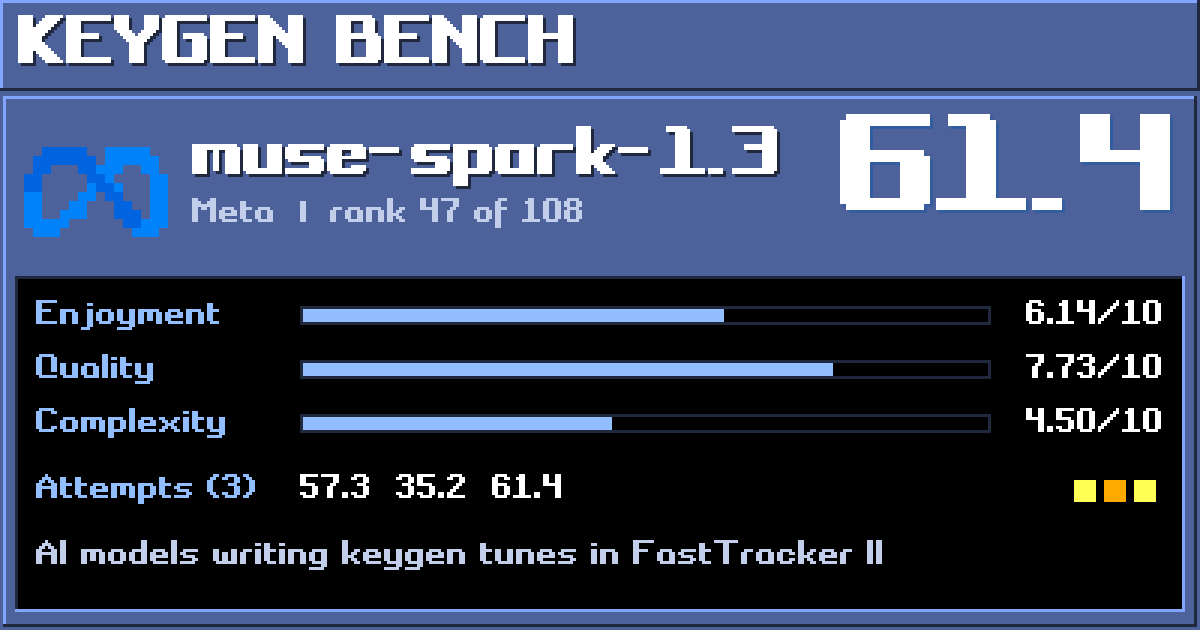 KEYGEN BENCH
muse-spark-1.3
61.4
Meta | rank 47 of 108
Enjoyment 6.14/10
Quality 7.73/10
Complexity 4.50/10
Attempts (3) 57.3 35.2 61.4
AI models writing keygen tunes in FastTracker II